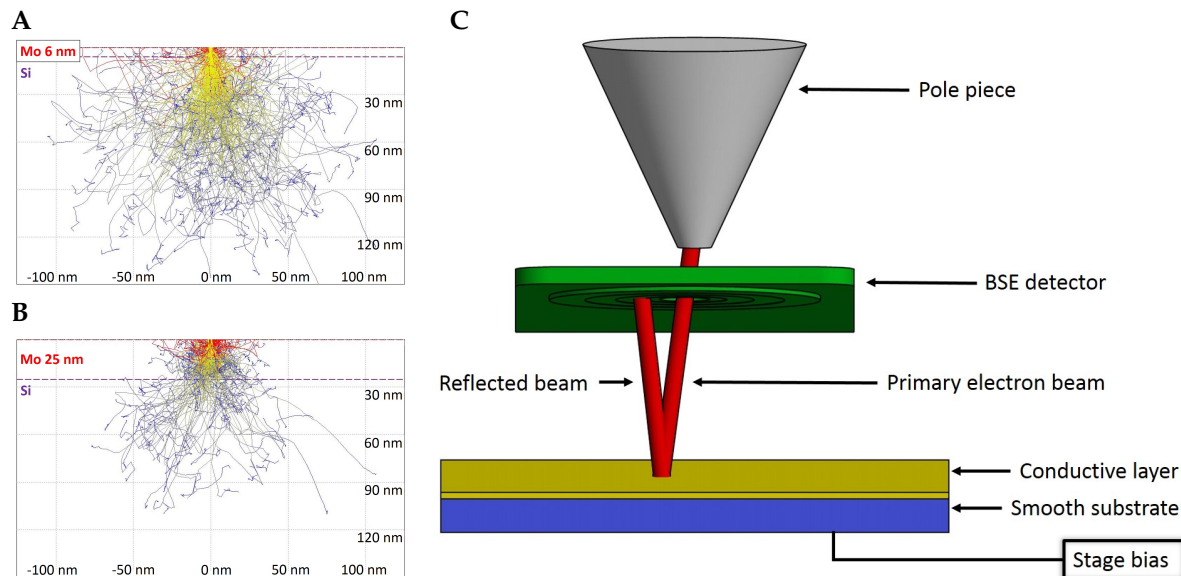 A
Mo 6 nm
Si
30 nm
60 nm
90 nm
120 nm
-100 nm -50 nm 0 nm 50 nm 100 nm
B
Mo 25 nm
Si
30 nm
60 nm
90 nm
120 nm
-100 nm -50 nm 0 nm 50 nm 100 nm
C
Pole piece
BSE detector
Reflected beam
Primary electron beam
Conductive layer
Smooth substrate
Stage bias